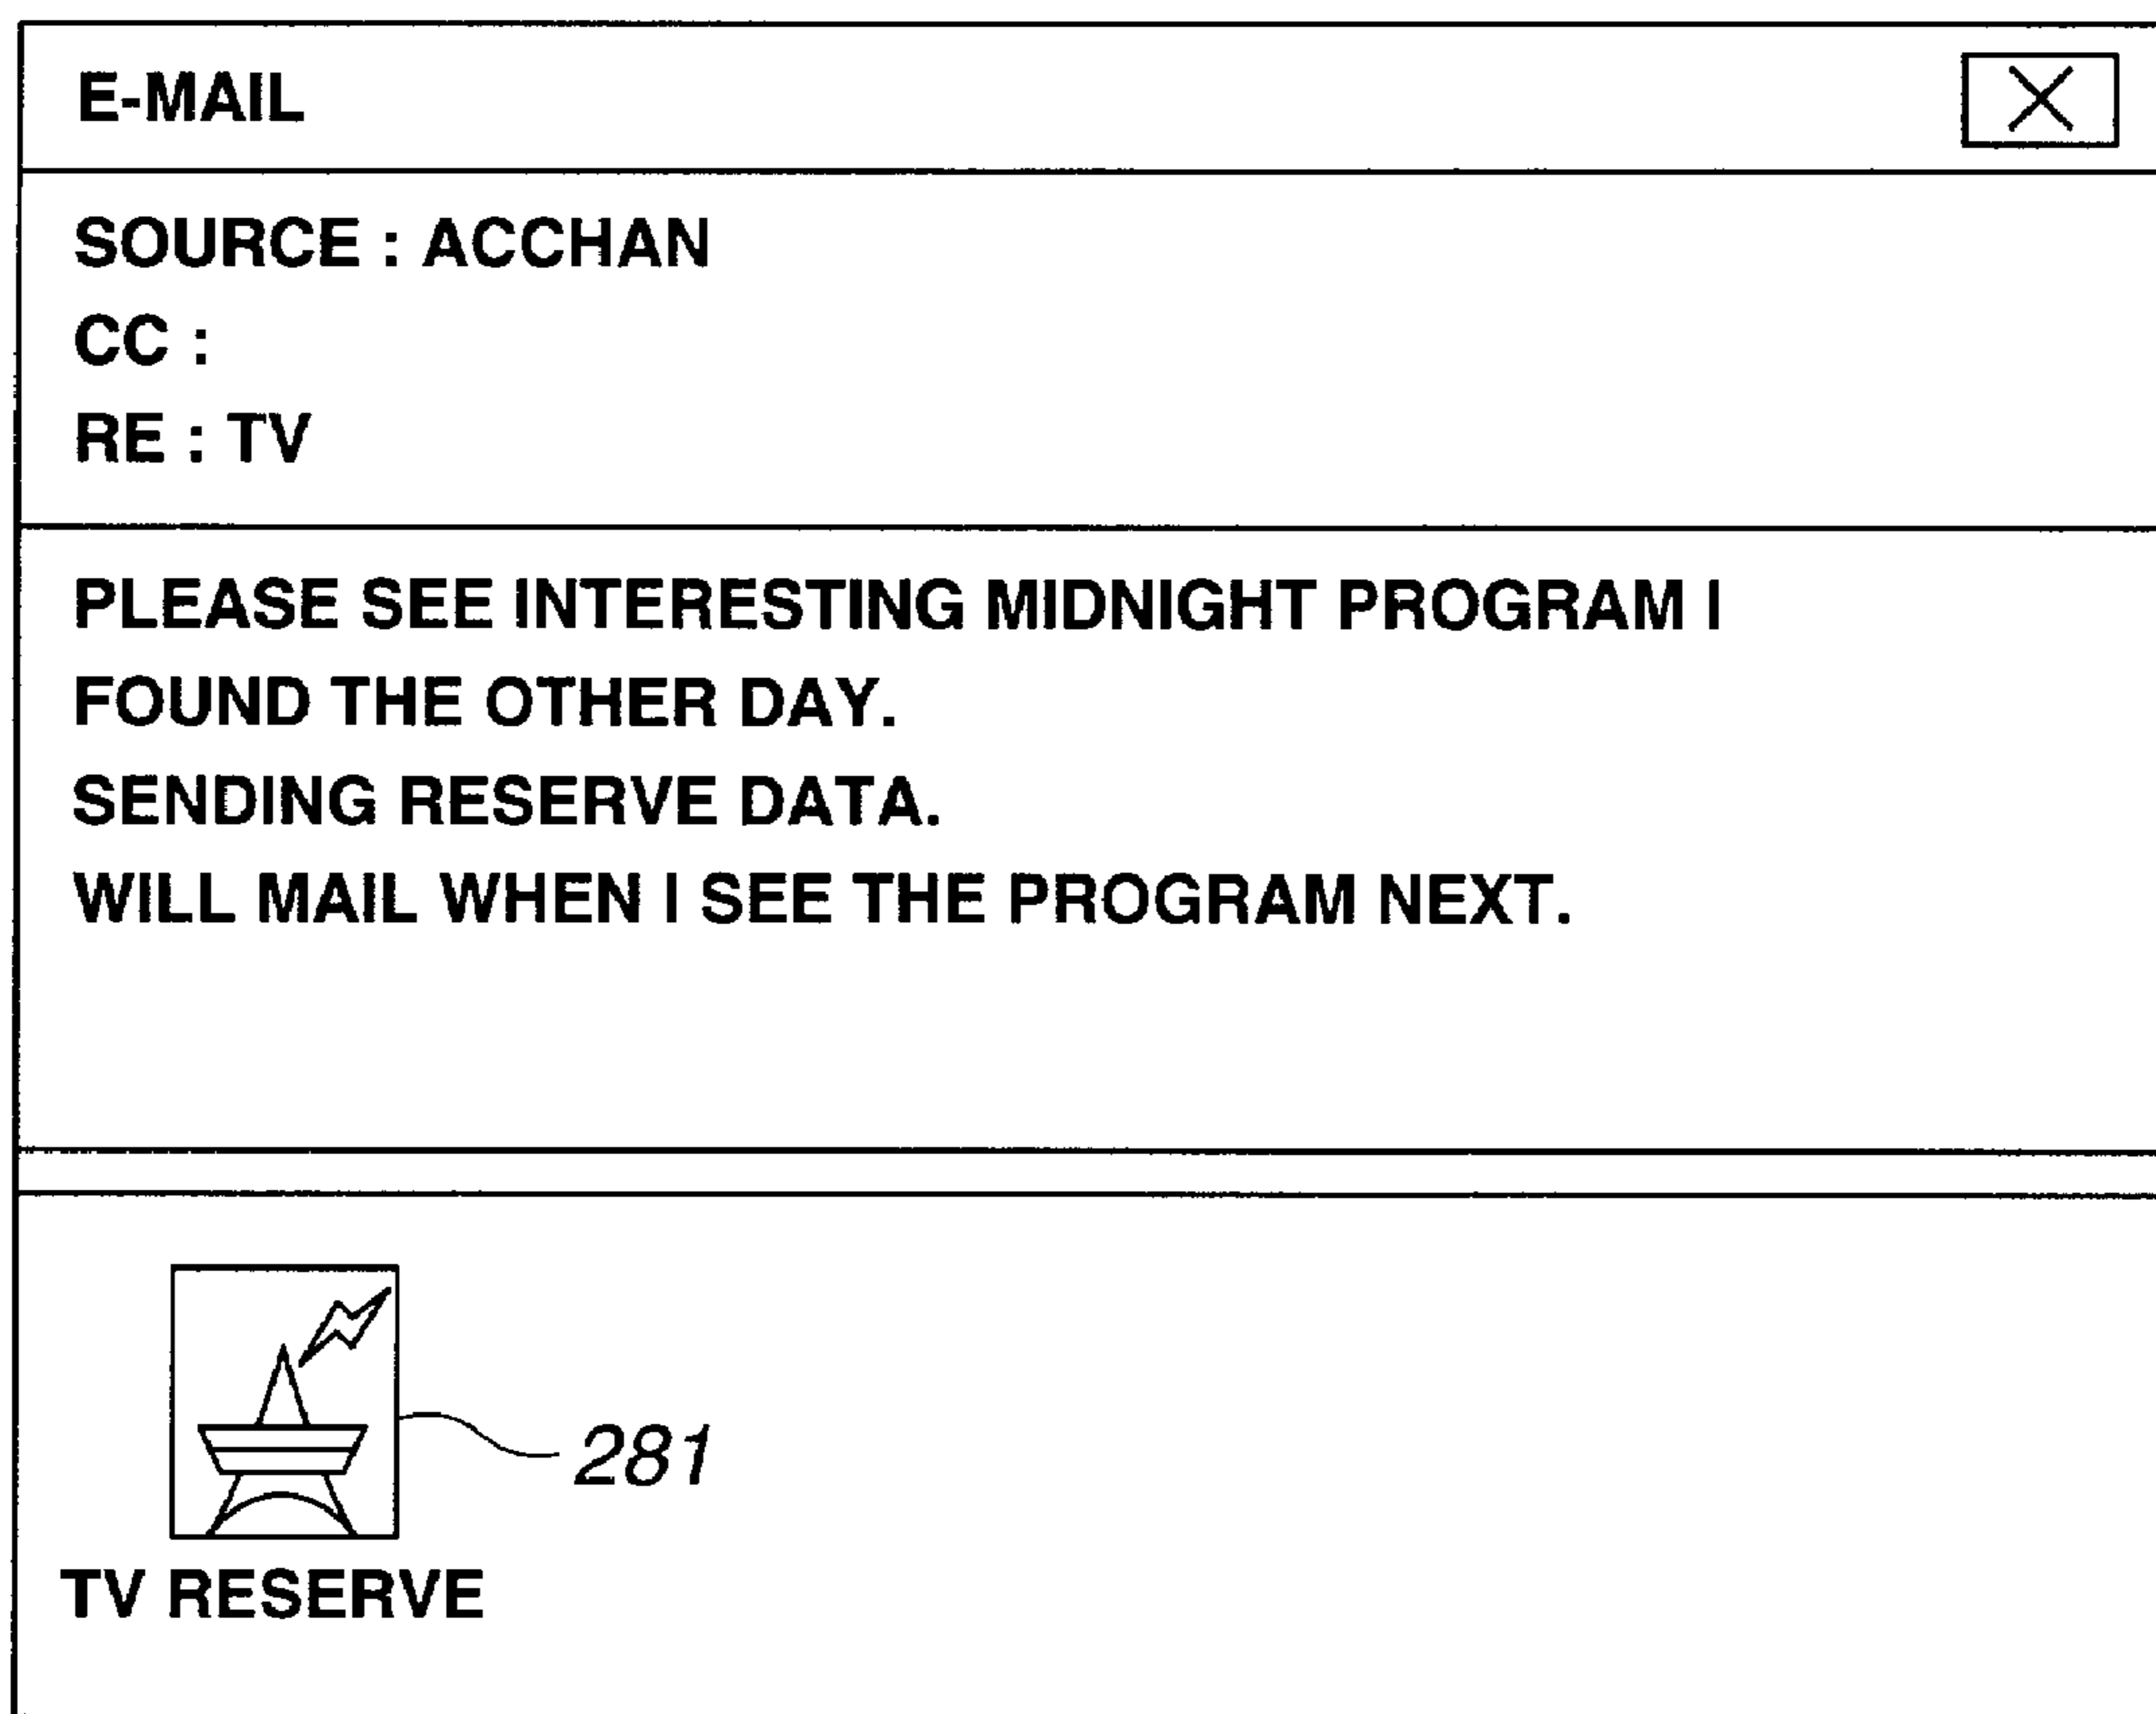 E-MAIL
SOURCE : ACCHAN
CC :
RE : TV
PLEASE SEE INTERESTING MIDNIGHT PROGRAM I
FOUND THE OTHER DAY.
SENDING RESERVE DATA.
WILL MAIL WHEN I SEE THE PROGRAM NEXT.
281
TV RESERVE